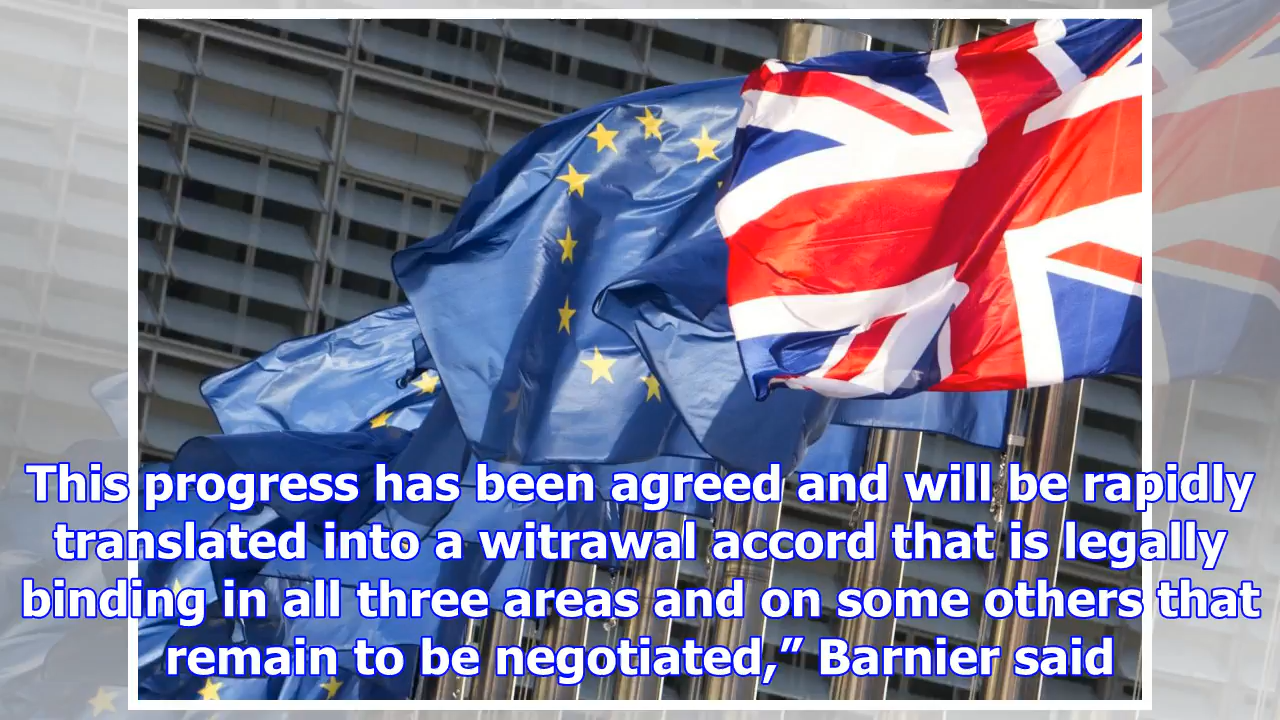 This progress has been agreed and will be rapidly
translated into a witrawal accord that is legally
binding in all three areas and on some others that
remain to be negotiated,” Barnier said